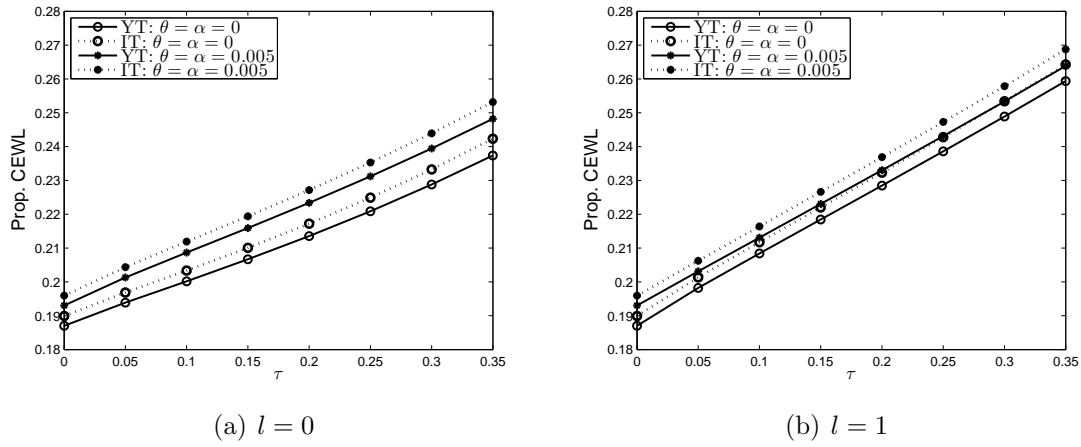 0.28
0.27
0.26
0.25
0.24
0.23
0.22
0.21
0.2
0.19
0.18
Prop. CEWL
YT: θ = α = 0
IT: θ = α = 0
YT: θ = α = 0.005
IT: θ = α = 0.005
0 0.05 0.1 0.15 0.2 0.25 0.3 0.35
τ
(a) l = 0
0.28
0.27
0.26
0.25
0.24
0.23
0.22
0.21
0.2
0.19
0.18
Prop. CEWL
YT: θ = α = 0
IT: θ = α = 0
YT: θ = α = 0.005
IT: θ = α = 0.005
0 0.05 0.1 0.15 0.2 0.25 0.3 0.35
τ
(b) l = 1